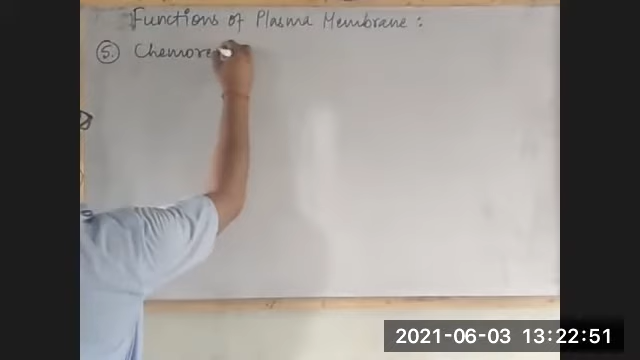 Functions of Plasma Membrane :
5. Chemore
2021-06-03 13:22:51